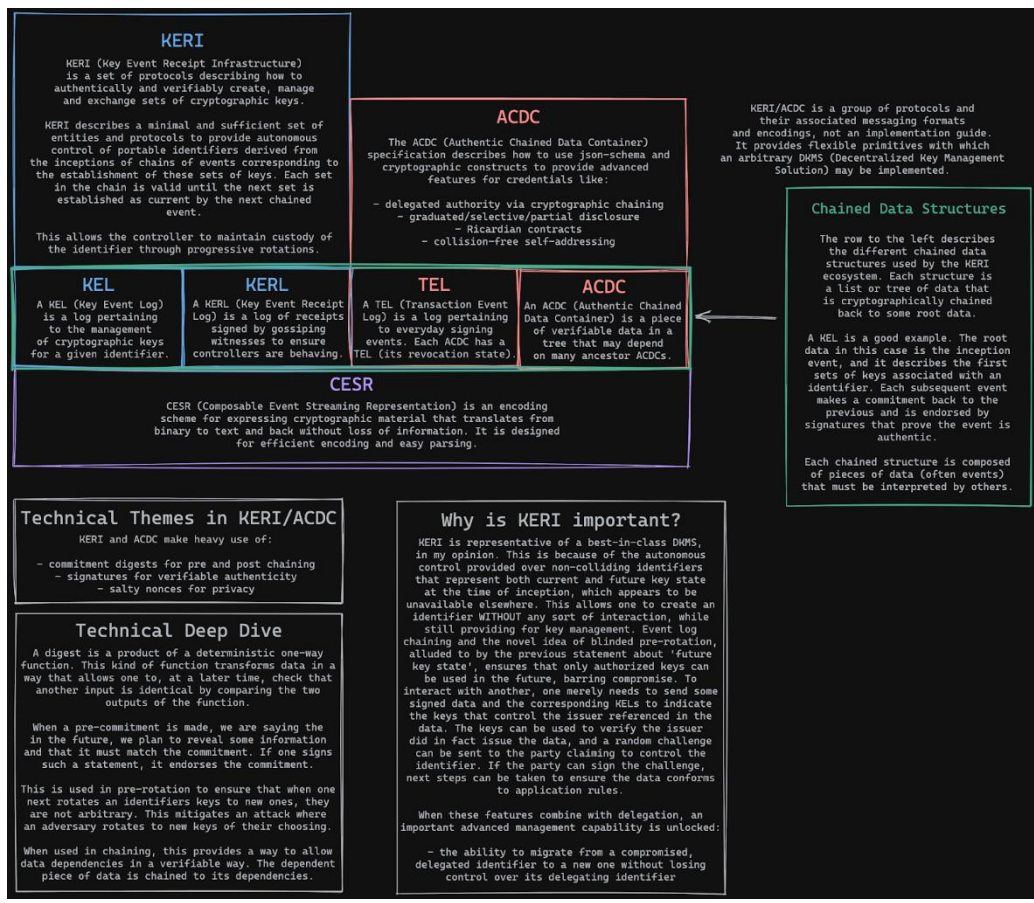 KERI
KERI (Key Event Receipt Infrastructure)
is a set of protocols describing how to
authentically and verifiably create, manage
and exchange sets of cryptographic keys.
KERI describes a minimal and sufficient set of
entities and protocols to provide autonomous
control of portable identifiers derived from
the inceptions of chains of events corresponding to
the establishment of these sets of keys. Each set
in the chain is valid until the next set is
established as current by the next chained
event.
This allows the controller to maintain custody of
the identifier through progressive rotations.
ACDC
The ACDC (Authentic Chained Data Container)
specification describes how to use json-schema and
cryptographic constructs to provide advanced
features for credentials like:
- delegated authority via cryptographic chaining
- graduated/selective/partial disclosure
- Ricardian contracts
- collision-free self-addressing
KERI/ACDC is a group of protocols and
their associated messaging formats
and encodings, not an implementation guide.
It provides flexible primitives with which
an arbitrary DKMS (Decentralized Key Management
Solution) may be implemented.
KEL
A KEL (Key Event Log)
is a log pertaining
to the management
of cryptographic keys
for a given identifier.
KERL
A KERL (Key Event Receipt
Log) is a log of receipts
signed by gossiping
witnesses to ensure
controllers are behaving.
TEL
A TEL (Transaction Event
Log) is a log pertaining
to everyday signing
events. Each ACDC has a
TEL (its revocation state).
ACDC
An ACDC (Authentic Chained
Data Container) is a piece
of verifiable data in a
tree that may depend
on many ancestor ACDCs.
Chained Data Structures
The row to the left describes
the different chained data
structures used by the KERI
ecosystem. Each structure is
a list or tree of data that
is cryptographically chained
back to some root data.
A KEL is a good example. The root
data in this case is the inception
event, and it describes the first
sets of keys associated with an
identifier. Each subsequent event
makes a commitment back to the
previous and is endorsed by
signatures that prove the event is
authentic.
Each chained structure is composed
of pieces of data (often events)
that must be interpreted by others.
CESR
CESR (Composable Event Streaming Representation) is an encoding
scheme for expressing cryptographic material that translates from
binary to text and back without loss of information. It is designed
for efficient encoding and easy parsing.
Technical Themes in KERI/ACDC
KERI and ACDC make heavy use of:
- commitment digests for pre and post chaining
- signatures for verifiable authenticity
- salty nonces for privacy
Technical Deep Dive
A digest is a product of a deterministic one-way
function. This kind of function transforms data in a
way that allows one to, at a later time, check that
another input is identical by comparing the two
outputs of the function.
When a pre-commitment is made, we are saying the
in the future, we plan to reveal some information
and that it must match the commitment. If one signs
such a statement, it endorses the commitment.
This is used in pre-rotation to ensure that when one
next rotates an identifiers keys to new ones, they
are not arbitrary. This mitigates an attack where
an adversary rotates to new keys of their choosing.
When used in chaining, this provides a way to allow
data dependencies in a verifiable way. The dependent
piece of data is chained to its dependencies.
Why is KERI important?
KERI is representative of a best-in-class DKMS,
in my opinion. This is because of the autonomous
control provided over non-colliding identifiers
that represent both current and future key state
at the time of inception, which appears to be
unavailable elsewhere. This allows one to create an
identifier WITHOUT any sort of interaction, while
still providing for key management. Event log
chaining and the novel idea of blinded pre-rotation,
alluded to by the previous statement about 'future
key state', ensures that only authorized keys can
be used in the future, barring compromise. To
interact with another, one merely needs to send some
signed data and the corresponding KELs to indicate
the keys that control the issuer referenced in the
data. The keys can be used to verify the issuer
did in fact issue the data, and a random challenge
can be sent to the party claiming to control the
identifier. If the party can sign the challenge,
next steps can be taken to ensure the data conforms
to application rules.
When these features combine with delegation, an
important advanced management capability is unlocked:
- the ability to migrate from a compromised,
delegated identifier to a new one without losing
control over its delegating identifier